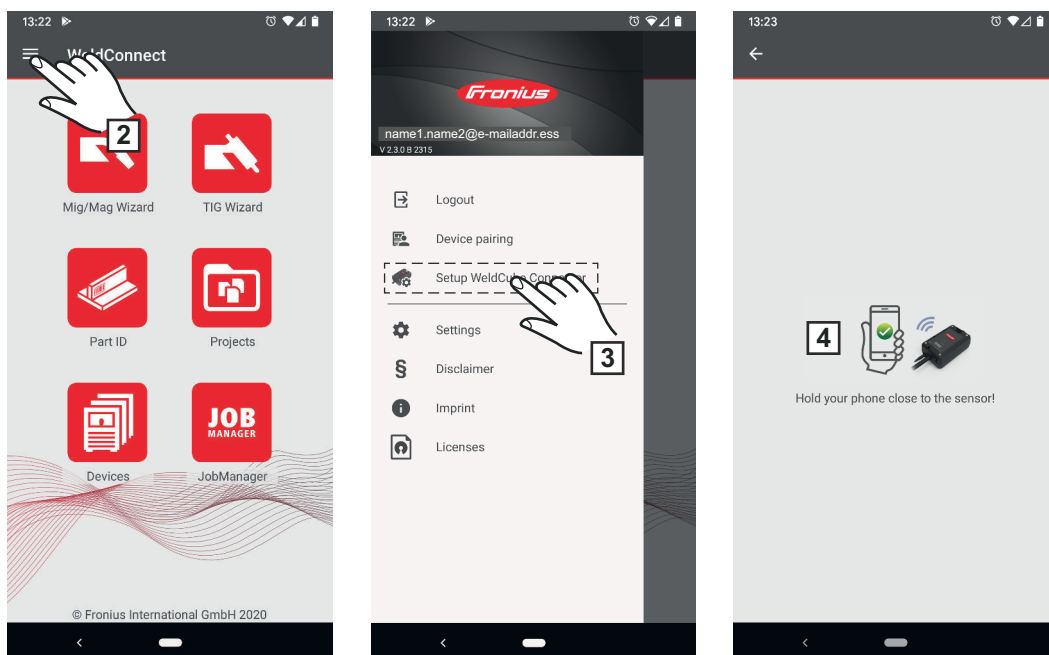 13:22
WeldConnect
2
Mig/Mag Wizard
TIG Wizard
Part ID
Projects
JOB
MANAGER
Devices
JobManager
© Fronius International GmbH 2020
13:22
Fronius
name1.name2@e-mailaddr.ess
V 2.3.0 B 2315
Logout
Device pairing
Setup WeldCube Connector
3
Settings
§ Disclaimer
Imprint
Licenses
13:23
4
Hold your phone close to the sensor!